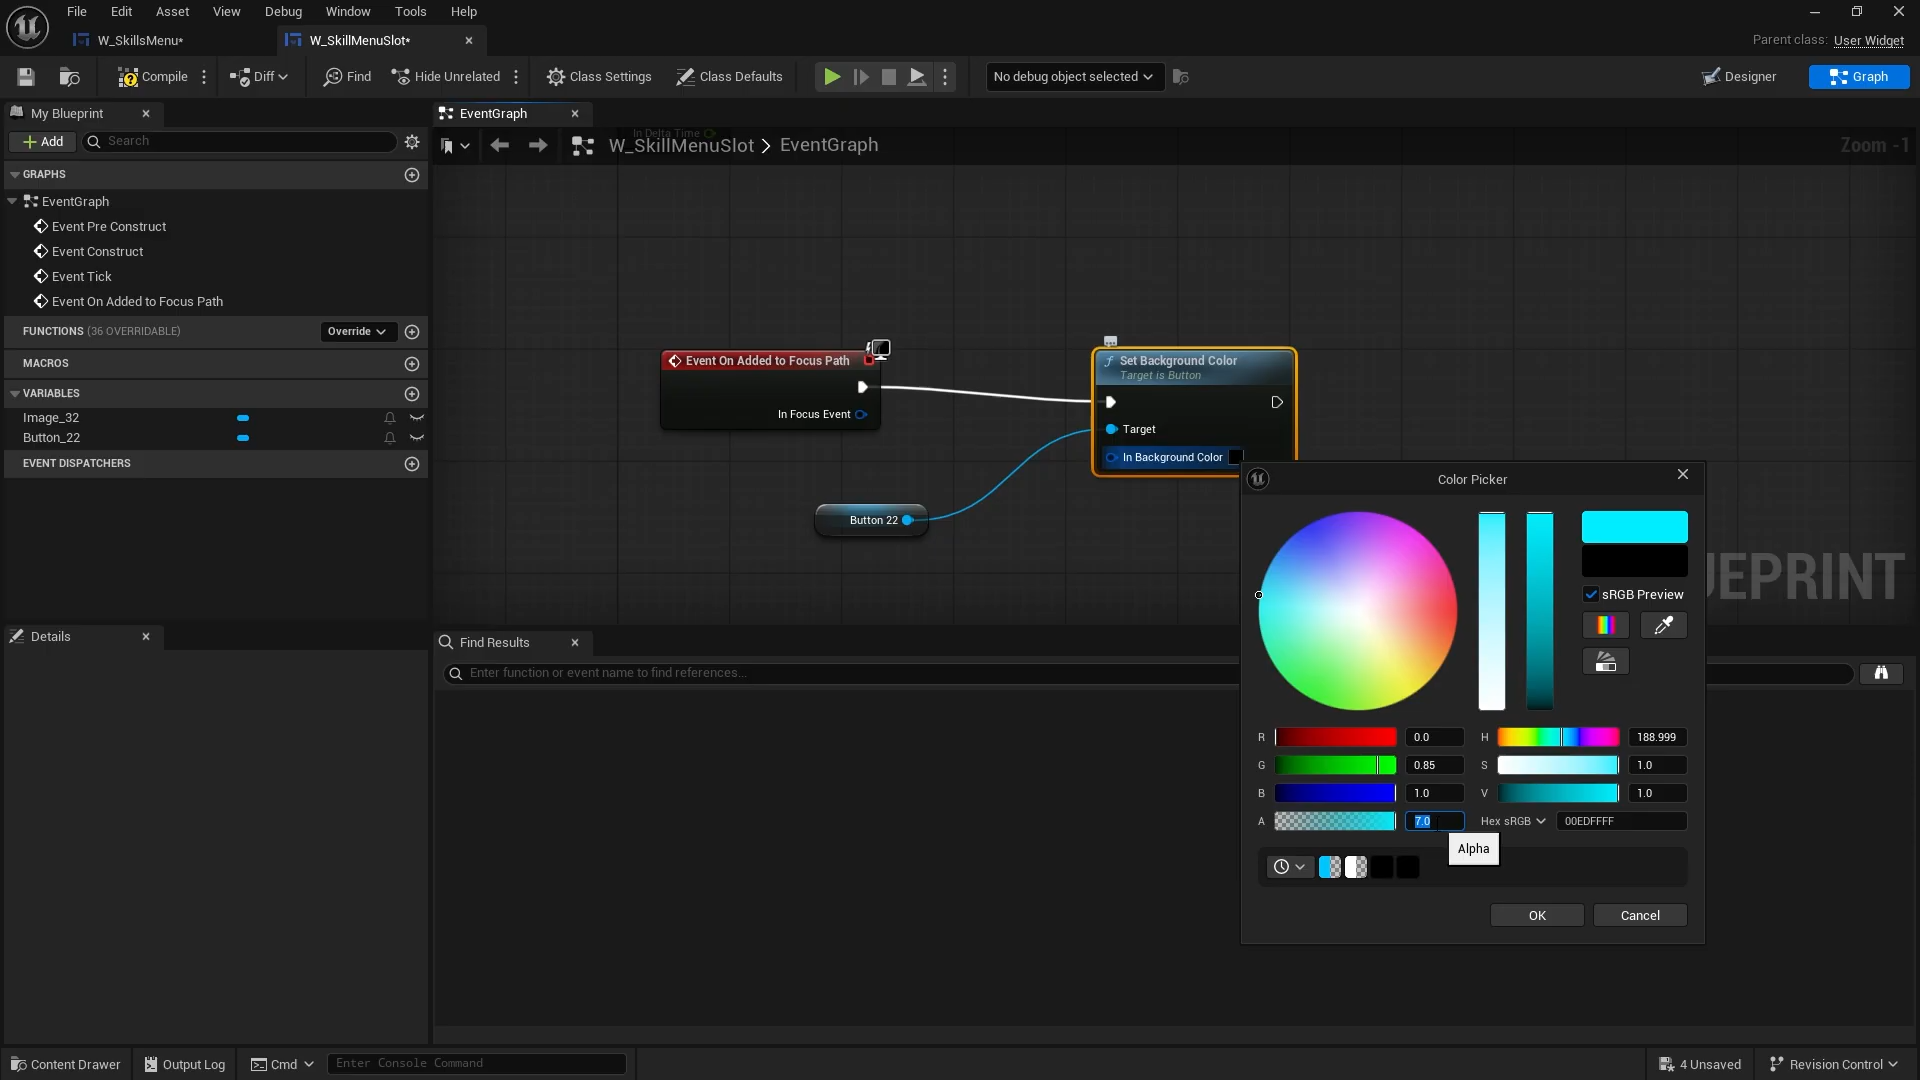 File Edit Asset View Debug Window Tools Help
W_SkillsMenu*
W_SkillMenuSlot*
Parent class: User Widget
Compile
Diff
Find
Hide Unrelated
Class Settings
Class Defaults
No debug object selected
Designer
Graph
My Blueprint
EventGraph
Add
Search
In Delta Time
W_SkillMenuSlot > EventGraph
Zoom -1
GRAPHS
EventGraph
Event Pre Construct
Event Construct
Event Tick
Event On Added to Focus Path
FUNCTIONS (36 OVERRIDABLE)
Override
MACROS
VARIABLES
Image_32
Button_22
EVENT DISPATCHERS
Event On Added to Focus Path
In Focus Event
Set Background Color
Target is Button
Target
In Background Color
Button 22
UEPRINT
Color Picker
sRGB Preview
R 0.0
H 188.999
G 0.85
S 1.0
B 1.0
V 1.0
A 7.0
Hex sRGB 00EDFFFF
Alpha
OK
Cancel
Details
Find Results
Enter function or event name to find references...
Content Drawer
Output Log
Cmd
Enter Console Command
4 Unsaved
Revision Control